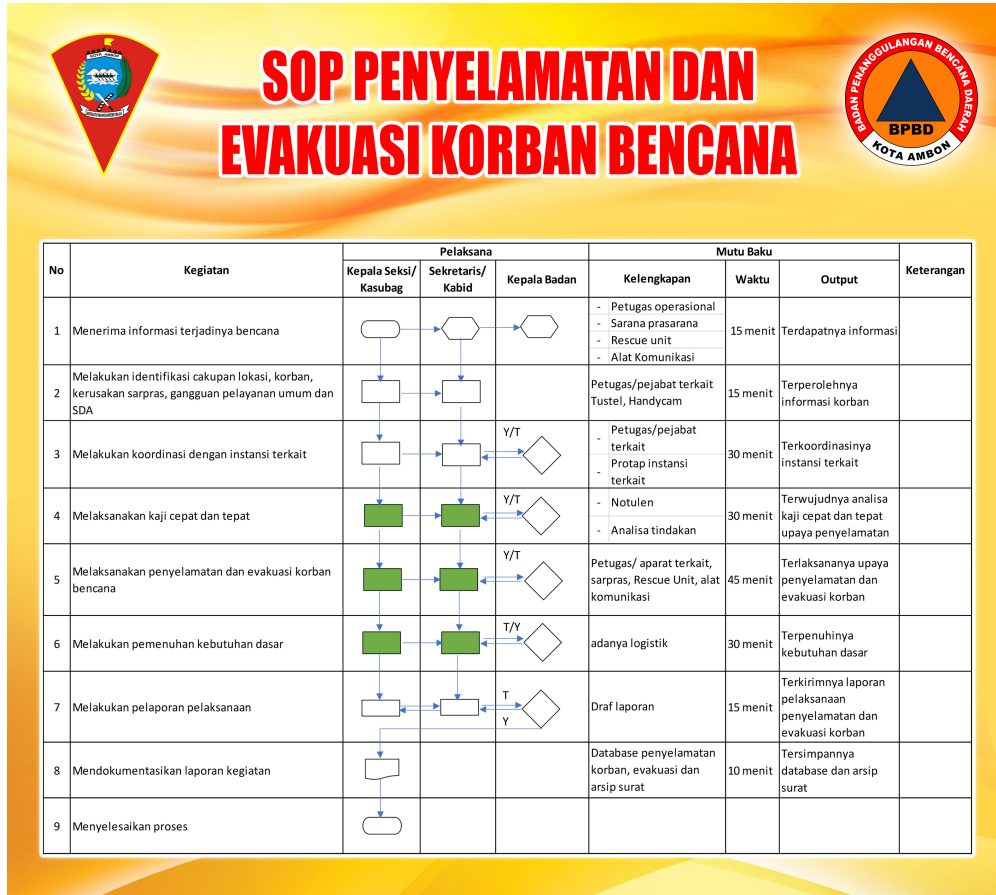 SOP PENYELAMATAN DAN
EVAKUASI KORBAN BENCANA
KOTA AMBON
BADAN PENANGGULANGAN BENCANA DAERAH
BPBD
KOTA AMBON
No
Kegiatan
Pelaksana
Mutu Baku
Keterangan
Kepala Seksi/
Kasubag
Sekretaris/
Kabid
Kepala Badan
Kelengkapan
Waktu
Output
1
Menerima informasi terjadinya bencana
- Petugas operasional
- Sarana prasarana
- Rescue unit
- Alat Komunikasi
15 menit
Terdapatnya informasi
2
Melakukan identifikasi cakupan lokasi, korban,
kerusakan sarpras, gangguan pelayanan umum dan
SDA
Petugas/pejabat terkait
Tustel, Handycam
15 menit
Terperolehnya
informasi korban
3
Melakukan koordinasi dengan instansi terkait
Y/T
- Petugas/pejabat
terkait
- Protap instansi
terkait
30 menit
Terkoordinasinya
instansi terkait
4
Melaksanakan kaji cepat dan tepat
Y/T
- Notulen
- Analisa tindakan
30 menit
Terwujudnya analisa
kaji cepat dan tepat
upaya penyelamatan
5
Melaksanakan penyelamatan dan evakuasi korban
bencana
Y/T
Petugas/ aparat terkait,
sarpras, Rescue Unit, alat
komunikasi
45 menit
Terlaksananya upaya
penyelamatan dan
evakuasi korban
6
Melakukan pemenuhan kebutuhan dasar
T/Y
adanya logistik
30 menit
Terpenuhinya
kebutuhan dasar
7
Melakukan pelaporan pelaksanaan
T
Y
Draf laporan
15 menit
Terkirimnya laporan
pelaksanaan
penyelamatan dan
evakuasi korban
8
Mendokumentasikan laporan kegiatan
Database penyelamatan
korban, evakuasi dan
arsip surat
10 menit
Tersimpannya
database dan arsip
surat
9
Menyelesaikan proses